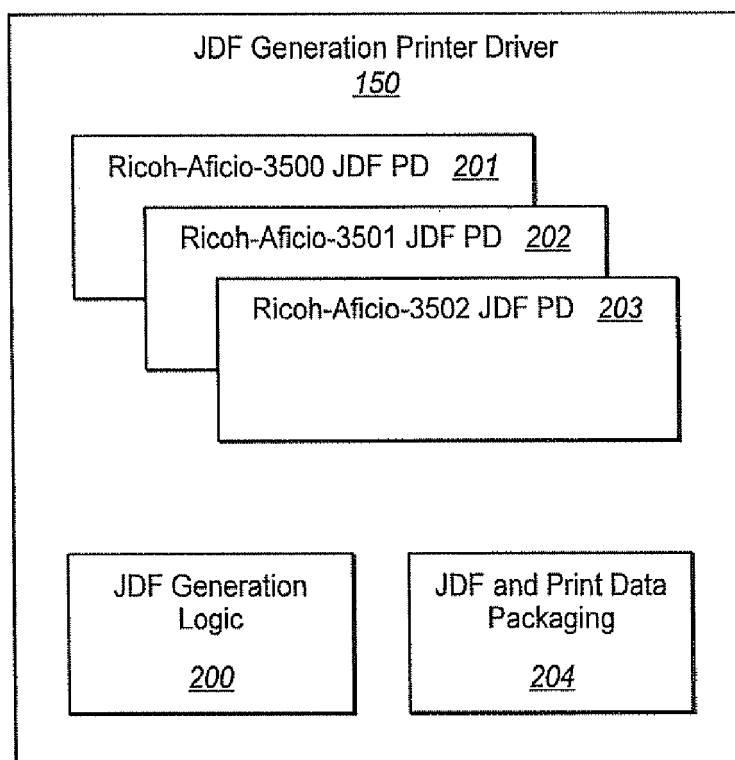 JDF Generation Printer Driver
150
Ricoh-Aficio-3500 JDF PD 201
Ricoh-Aficio-3501 JDF PD 202
Ricoh-Aficio-3502 JDF PD 203
JDF Generation
Logic
200
JDF and Print Data
Packaging
204